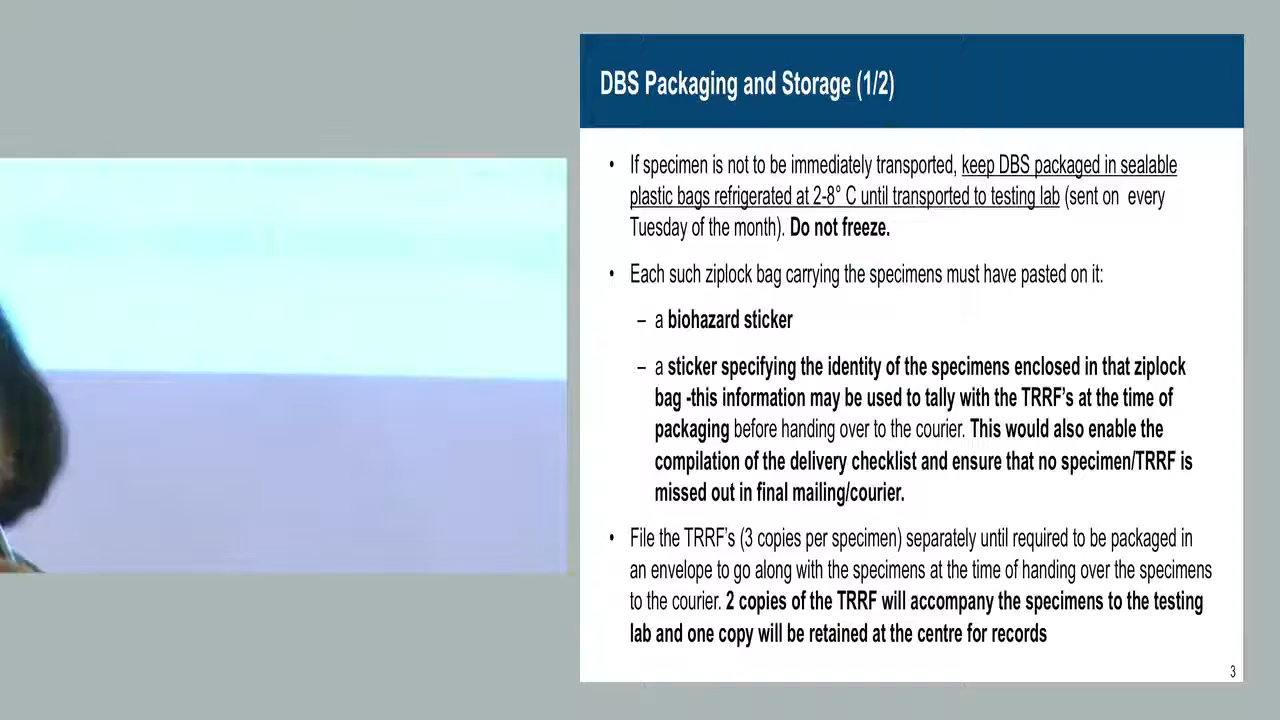 DBS Packaging and Storage (1/2)
• If specimen is not to be immediately transported, keep DBS packaged in sealable
plastic bags refrigerated at 2-8° C until transported to testing lab (sent on every
Tuesday of the month). Do not freeze.
• Each such ziplock bag carrying the specimens must have pasted on it:
– a biohazard sticker
– a sticker specifying the identity of the specimens enclosed in that ziplock
bag -this information may be used to tally with the TRRF's at the time of
packaging before handing over to the courier. This would also enable the
compilation of the delivery checklist and ensure that no specimen/TRRF is
missed out in final mailing/courier.
• File the TRRF's (3 copies per specimen) separately until required to be packaged in
an envelope to go along with the specimens at the time of handing over the specimens
to the courier. 2 copies of the TRRF will accompany the specimens to the testing
lab and one copy will be retained at the centre for records
3